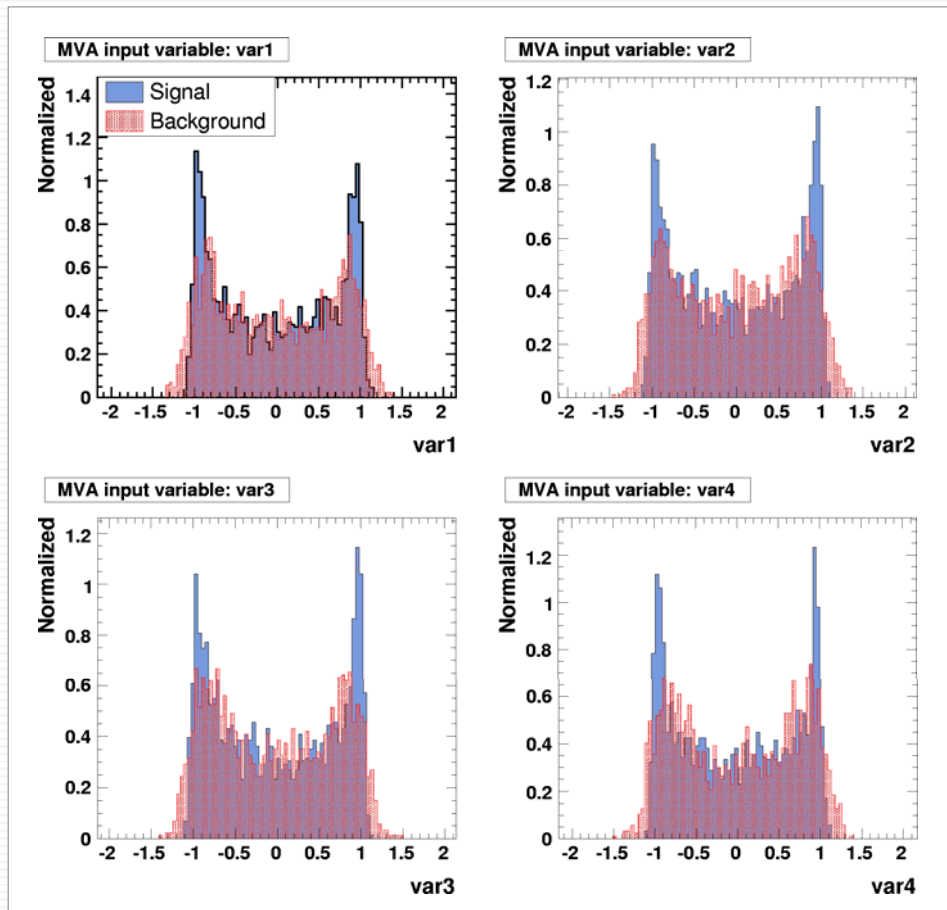 MVA input variable: var1
Normalized
1.4
1.2
1
0.8
0.6
0.4
0.2
0
Signal
Background
-2 -1.5 -1 -0.5 0 0.5 1 1.5 2
var1
MVA input variable: var2
Normalized
1.2
1
0.8
0.6
0.4
0.2
0
-2 -1.5 -1 -0.5 0 0.5 1 1.5 2
var2
MVA input variable: var3
Normalized
1.2
1
0.8
0.6
0.4
0.2
0
-2 -1.5 -1 -0.5 0 0.5 1 1.5 2
var3
MVA input variable: var4
Normalized
1.2
1
0.8
0.6
0.4
0.2
0
-2 -1.5 -1 -0.5 0 0.5 1 1.5 2
var4